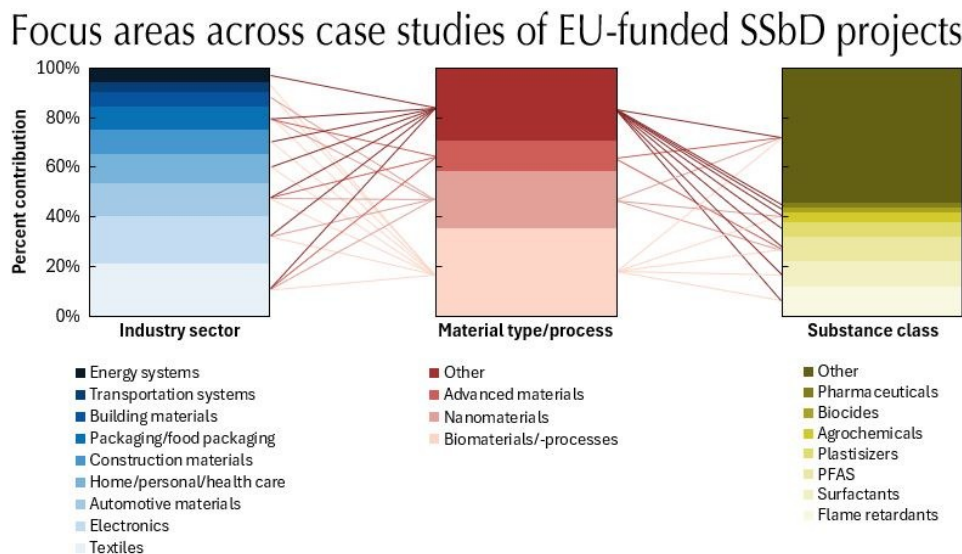 Focus areas across case studies of EU-funded SSbD projects
100%
80%
60%
40%
20%
0%
Percent contribution
Industry sector
Material type/process
Substance class
Energy systems
Transportation systems
Building materials
Packaging/food packaging
Construction materials
Home/personal/health care
Automotive materials
Electronics
Textiles
Other
Advanced materials
Nanomaterials
Biomaterials/-processes
Other
Pharmaceuticals
Biocides
Agrochemicals
Plastisizers
PFAS
Surfactants
Flame retardants